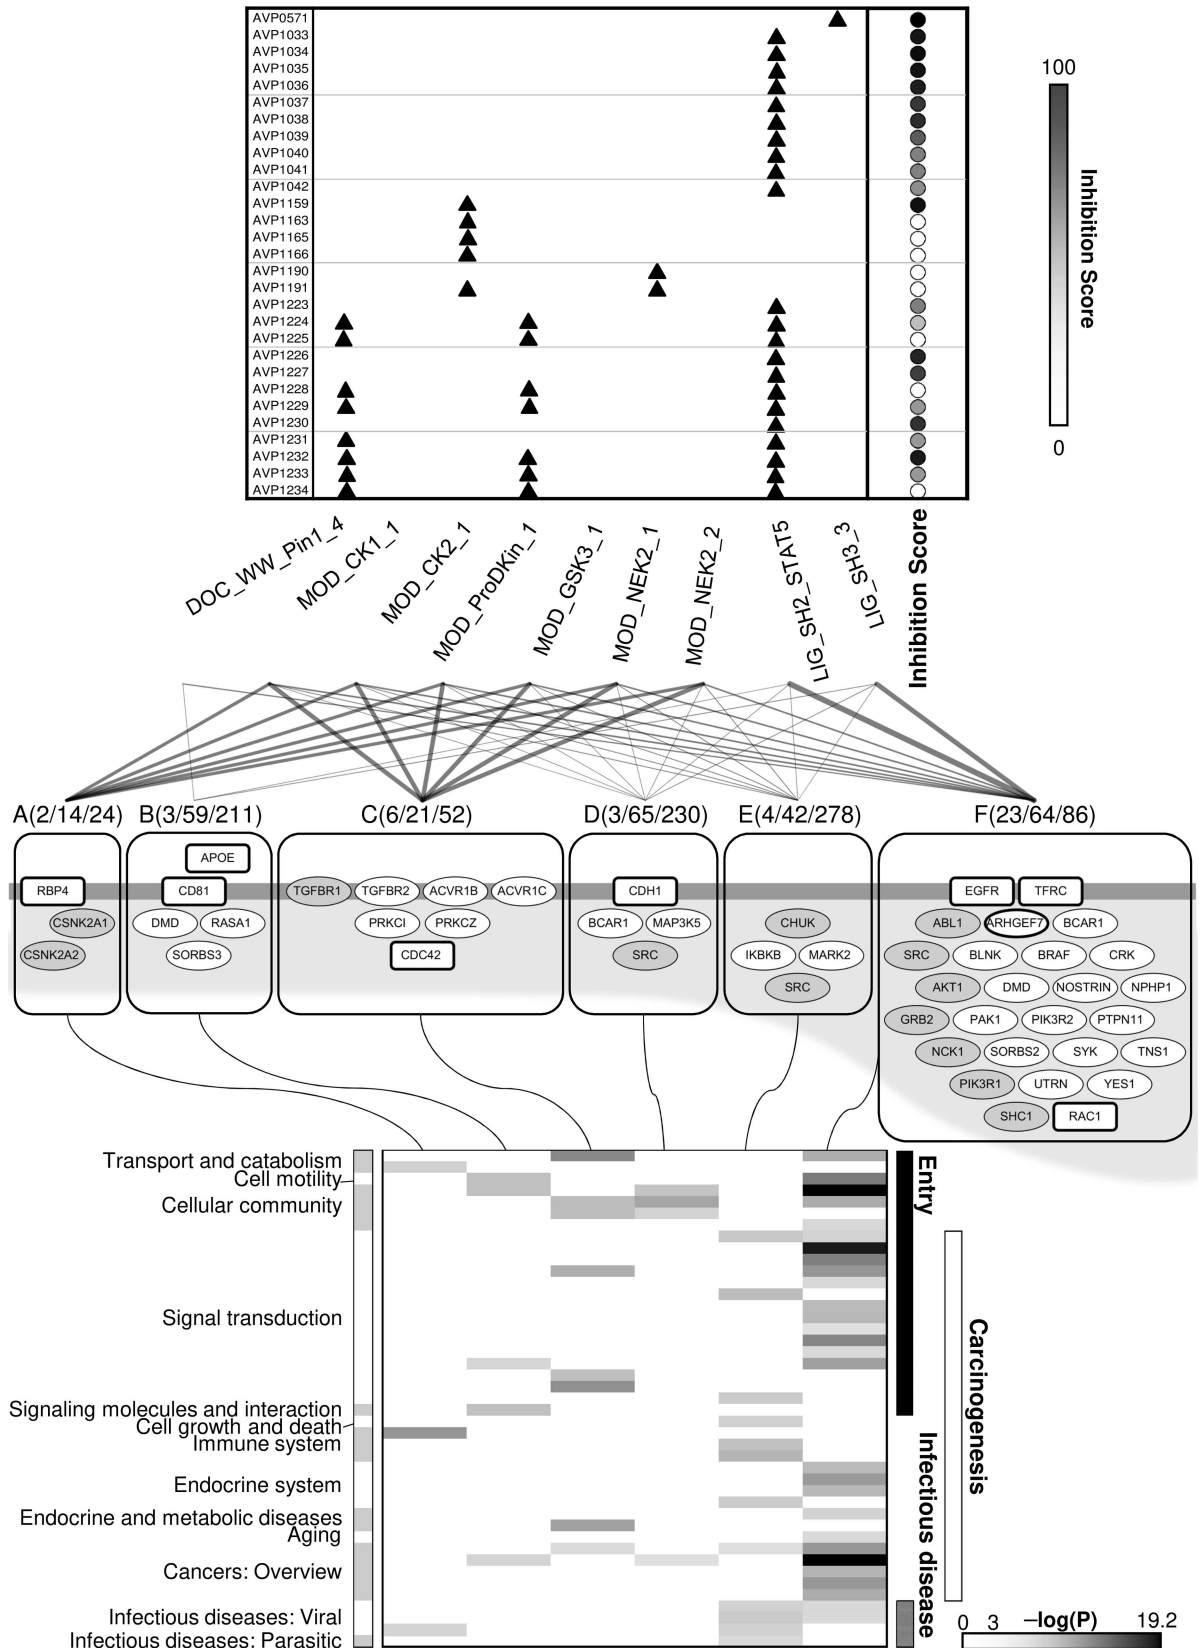 AVP0571
AVP1033
AVP1034
AVP1035
AVP1036
AVP1037
AVP1038
AVP1039
AVP1040
AVP1041
AVP1042
AVP1159
AVP1163
AVP1165
AVP1166
AVP1190
AVP1191
AVP1223
AVP1224
AVP1225
AVP1226
AVP1227
AVP1228
AVP1229
AVP1230
AVP1231
AVP1232
AVP1233
AVP1234
100
Inhibition Score
0
DOC_WW_Pin1_4
MOD_CK1_1
MOD_CK2_1
MOD_ProDKin_1
MOD_GSK3_1
MOD_NEK2_1
MOD_NEK2_2
LIG_SH2_STAT5
LIG_SH3_3
Inhibition Score
A(2/14/24) B(3/59/211) C(6/21/52) D(3/65/230) E(4/42/278) F(23/64/86)
RBP4
CSNK2A1
CSNK2A2
APOE
CD81
DMD RASA1
SORBS3
TGFBR1 TGFBR2 ACVR1B ACVR1C
PRKCI PRKCZ
CDC42
CDH1
BCAR1 MAP3K5
SRC
CHUK
IKBKB MARK2
SRC
EGFR TFRC
ABL1 ARHGEF7 BCAR1
SRC BLNK BRAF CRK
AKT1 DMD NOSTRIN NPHP1
GRB2 PAK1 PIK3R2 PTPN11
NCK1 SORBS2 SYK TNS1
PIK3R1 UTRN YES1
SHC1 RAC1
Transport and catabolism
Cell motility
Cellular community
Signal transduction
Signaling molecules and interaction
Cell growth and death
Immune system
Endocrine system
Endocrine and metabolic diseases
Aging
Cancers: Overview
Infectious diseases: Viral
Infectious diseases: Parasitic
Entry
Carcinogenesis
Infectious disease
0 3 −log(P) 19.2